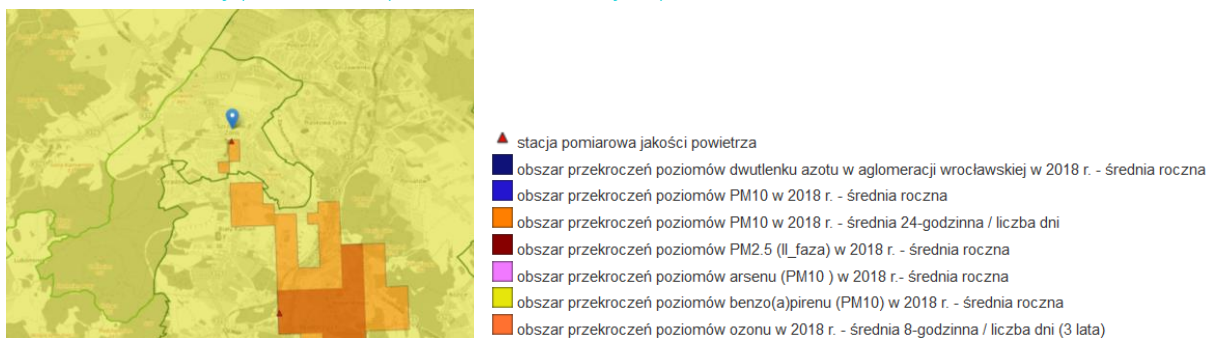 stacja pomiarowa jakości powietrza
obszar przekroczeń poziomów dwutlenku azotu w aglomeracji wrocławskiej w 2018 r. - średnia roczna
obszar przekroczeń poziomów PM10 w 2018 r. - średnia roczna
obszar przekroczeń poziomów PM10 w 2018 r. - średnia 24-godzinna / liczba dni
obszar przekroczeń poziomów PM2.5 (II_faza) w 2018 r. - średnia roczna
obszar przekroczeń poziomów arsenu (PM10 ) w 2018 r.- średnia roczna
obszar przekroczeń poziomów benzo(a)pirenu (PM10) w 2018 r. - średnia roczna
obszar przekroczeń poziomów ozonu w 2018 r. - średnia 8-godzinna / liczba dni (3 lata)